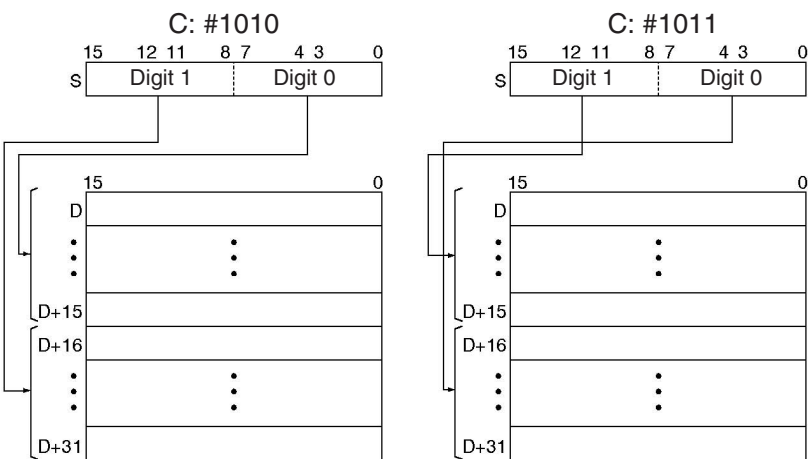 C: #1010
15 12 11 8 7 4 3 0
S Digit 1 Digit 0
15 0
D
D+15
D+16
D+31
C: #1011
15 12 11 8 7 4 3 0
S Digit 1 Digit 0
15 0
D
D+15
D+16
D+31